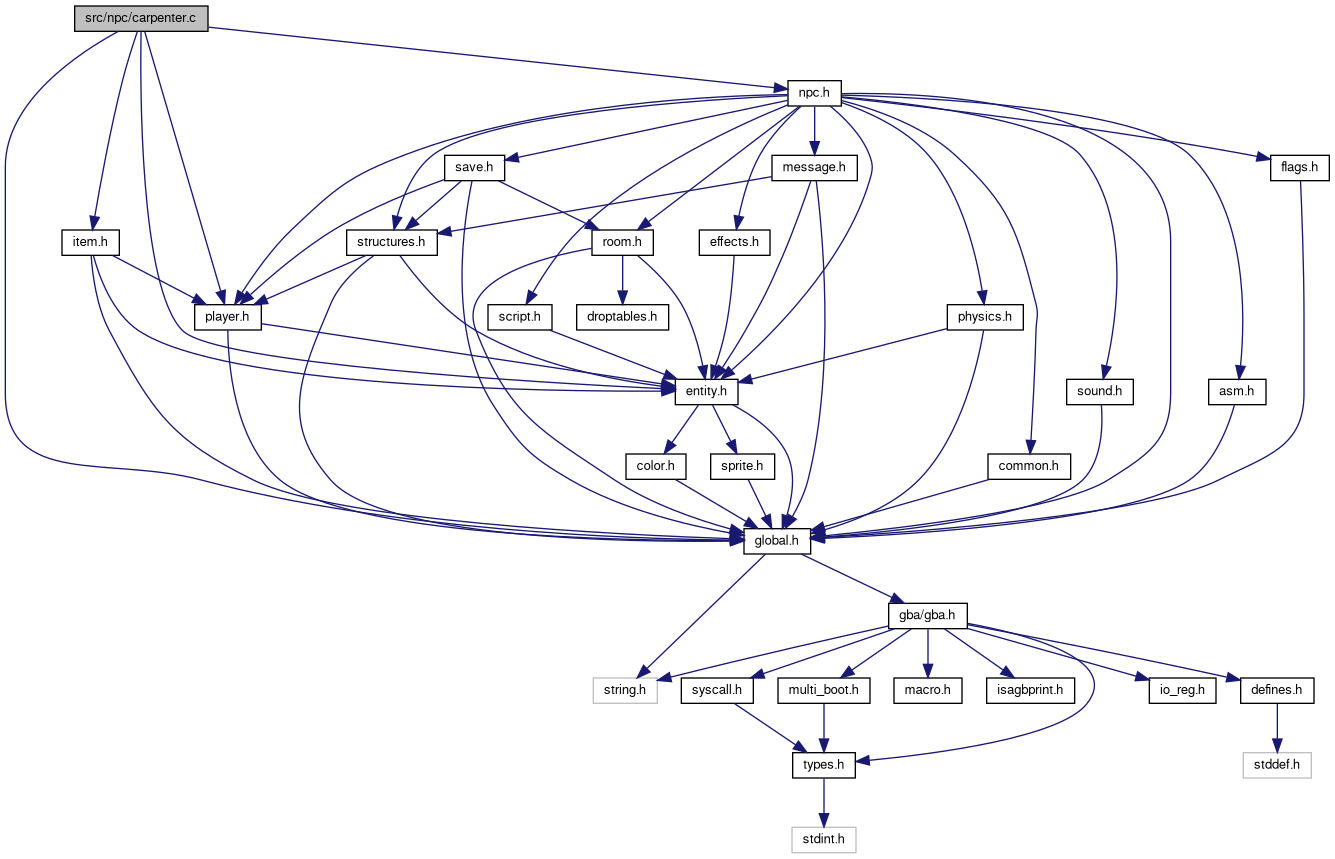 src/npc/carpenter.c
npc.h
save.h
message.h
flags.h
item.h
structures.h
room.h
effects.h
player.h
script.h
droptables.h
physics.h
entity.h
sound.h
asm.h
color.h
sprite.h
common.h
global.h
gba/gba.h
string.h
syscall.h
multi_boot.h
macro.h
isagbprint.h
io_reg.h
defines.h
types.h
stddef.h
stdint.h